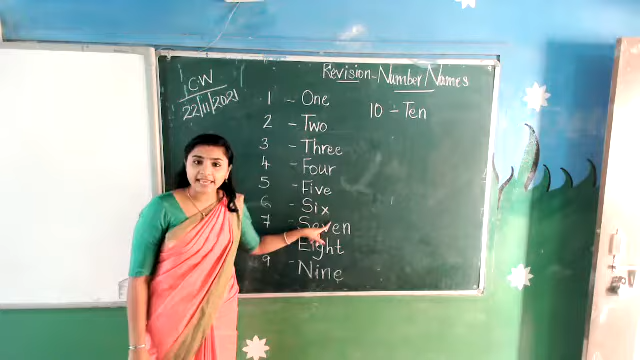 CW
22/11/2021
Revision - Number Names
1 - One
2 - Two
3 - Three
4 - Four
5 - Five
6 - Six
7 - Seven
Eight
9 - Nine
10 - Ten